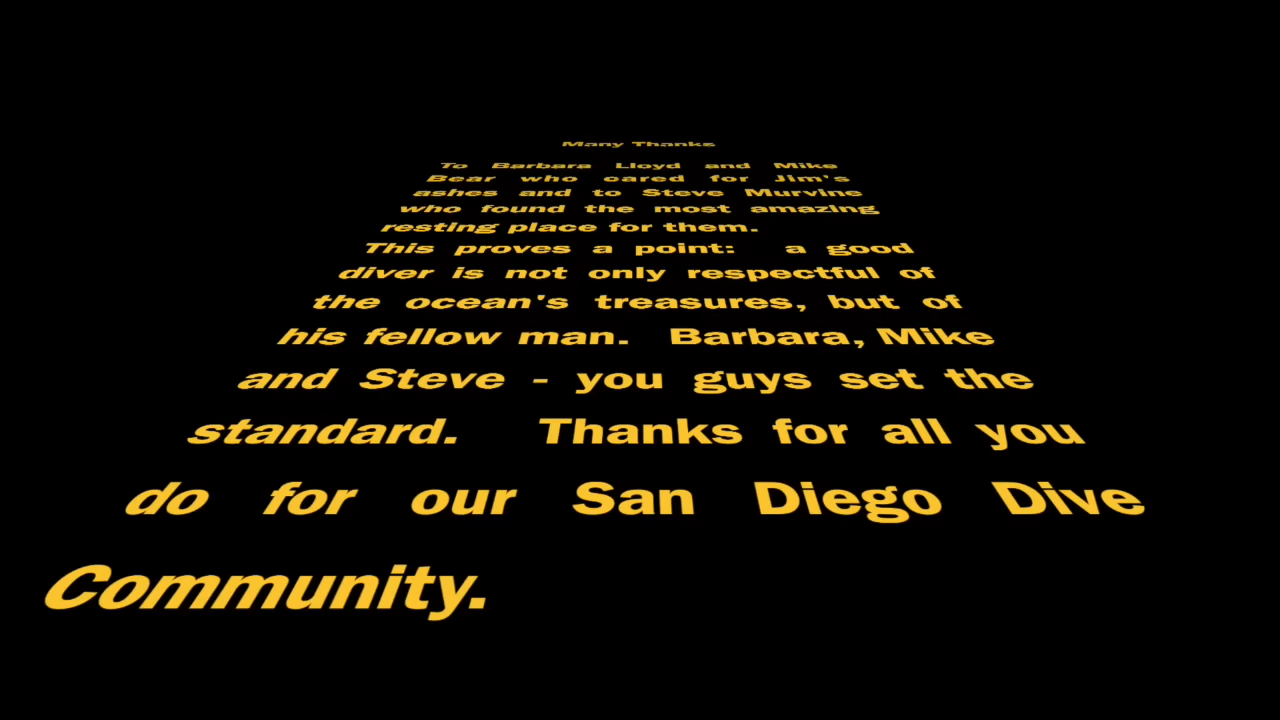 Many Thanks
To Barbara Lloyd and Mike
Bear who cared for Jim's
ashes and to Steve Murvine
who found the most amazing
resting place for them.
This proves a point: a good
diver is not only respectful of
the ocean's treasures, but of
his fellow man. Barbara, Mike
and Steve - you guys set the
standard. Thanks for all you
do for our San Diego Dive
Community.